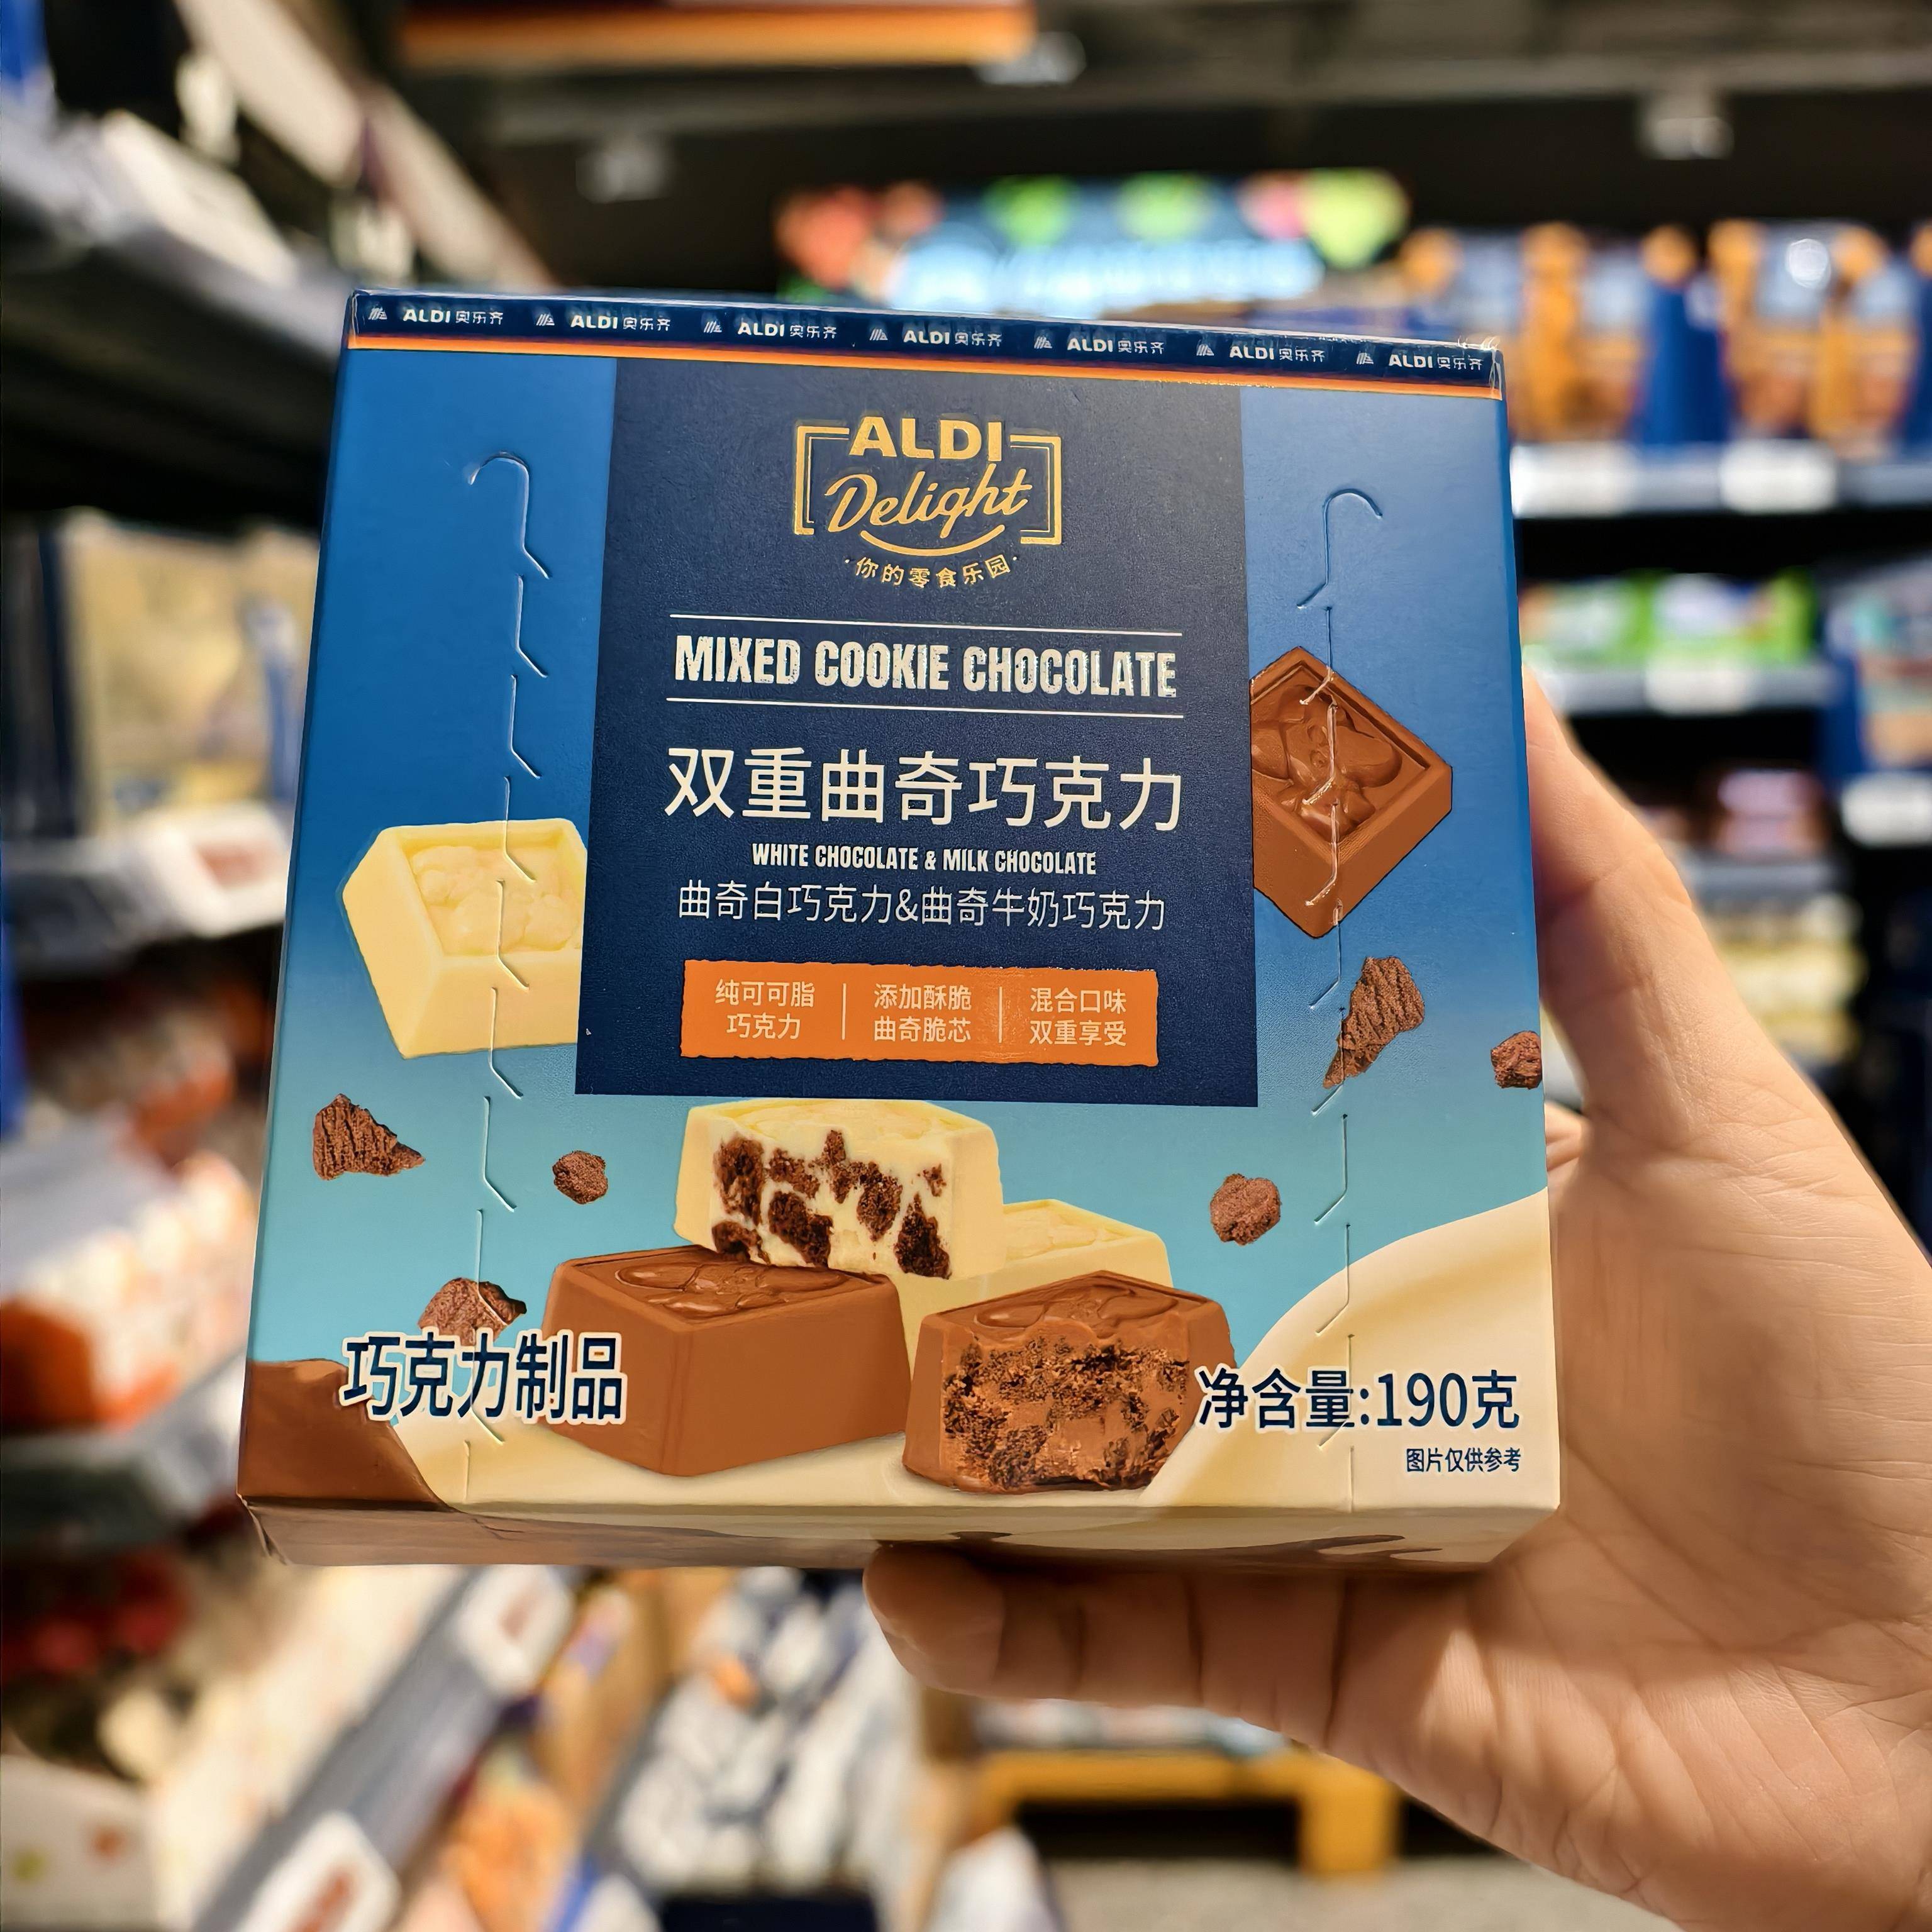 ALDI 奥乐齐 ALDI 奥乐齐 ALDI 奥乐齐 ALDI 奥乐齐 ALDI 奥乐齐 ALDI 奥乐齐 ALDI 奥乐齐
ALDI
Delight
·你的零食乐园·
MIXED COOKIE CHOCOLATE
双重曲奇巧克力
WHITE CHOCOLATE & MILK CHOCOLATE
曲奇白巧克力&曲奇牛奶巧克力
纯可可脂 添加酥脆 混合口味
巧克力 曲奇脆芯 双重享受
巧克力制品
净含量:190克
图片仅供参考